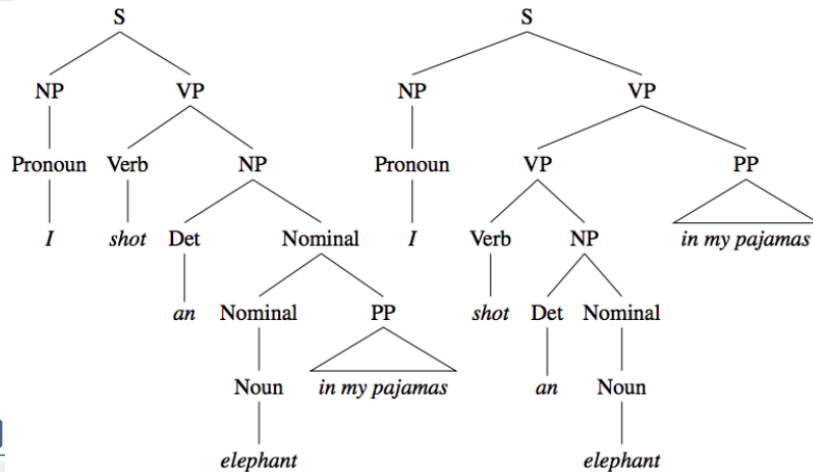 S S
NP VP NP VP
Pronoun Verb NP Pronoun VP PP
I shot Det Nominal I Verb NP in my pajamas
an Nominal PP shot Det Nominal
Noun in my pajamas an Noun
elephant elephant